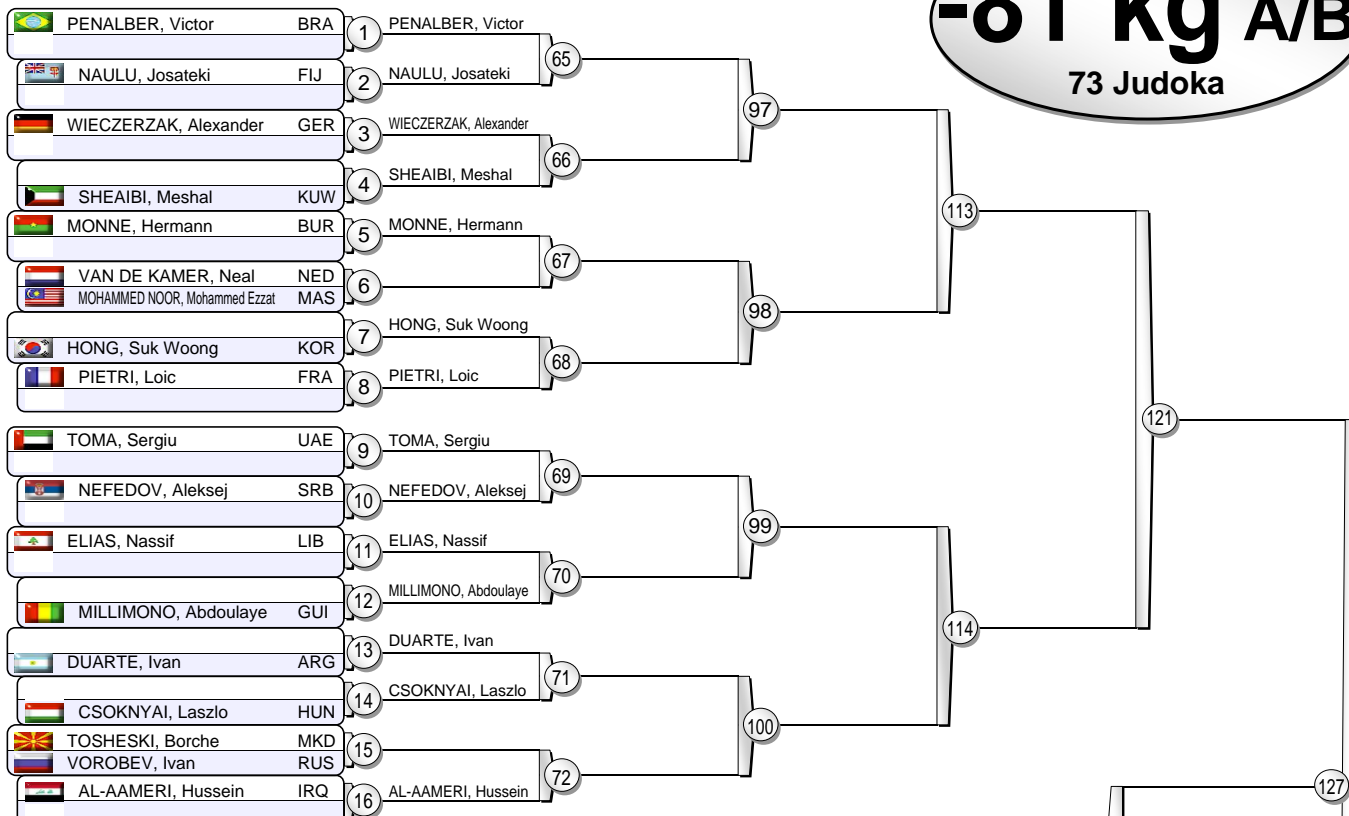 -81 kg A/B
73 Judoka
PENALBER, Victor BRA 1 PENALBER, Victor
65
NAULU, Josateki FIJ 2 NAULU, Josateki
97
WIECZERZAK, Alexander GER 3 WIECZERZAK, Alexander
66
4 SHEAIBI, Meshal
SHEAIBI, Meshal KUW
113
MONNE, Hermann BUR 5 MONNE, Hermann
67
VAN DE KAMER, Neal NED
6
MOHAMMED NOOR, Mohammed Ezzat MAS
98
7 HONG, Suk Woong
HONG, Suk Woong KOR
68
PIETRI, Loic FRA 8 PIETRI, Loic
121
TOMA, Sergiu UAE 9 TOMA, Sergiu
69
NEFEDOV, Aleksej SRB 10 NEFEDOV, Aleksej
99
ELIAS, Nassif LIB 11 ELIAS, Nassif
70
12 MILLIMONO, Abdoulaye
MILLIMONO, Abdoulaye GUI
114
13 DUARTE, Ivan
DUARTE, Ivan ARG
71
14 CSOKNYAI, Laszlo
CSOKNYAI, Laszlo HUN
100
TOSHESKI, Borche MKD
15
VOROBEV, Ivan RUS
72
127
AL-AAMERI, Hussein IRQ 16 AL-AAMERI, Hussein